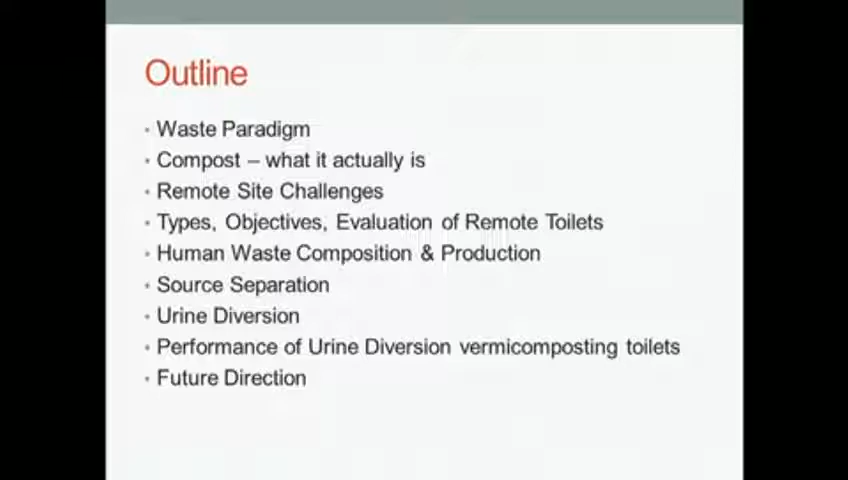 Outline
• Waste Paradigm
• Compost – what it actually is
• Remote Site Challenges
• Types, Objectives, Evaluation of Remote Toilets
• Human Waste Composition & Production
• Source Separation
• Urine Diversion
• Performance of Urine Diversion vermicomposting toilets
• Future Direction